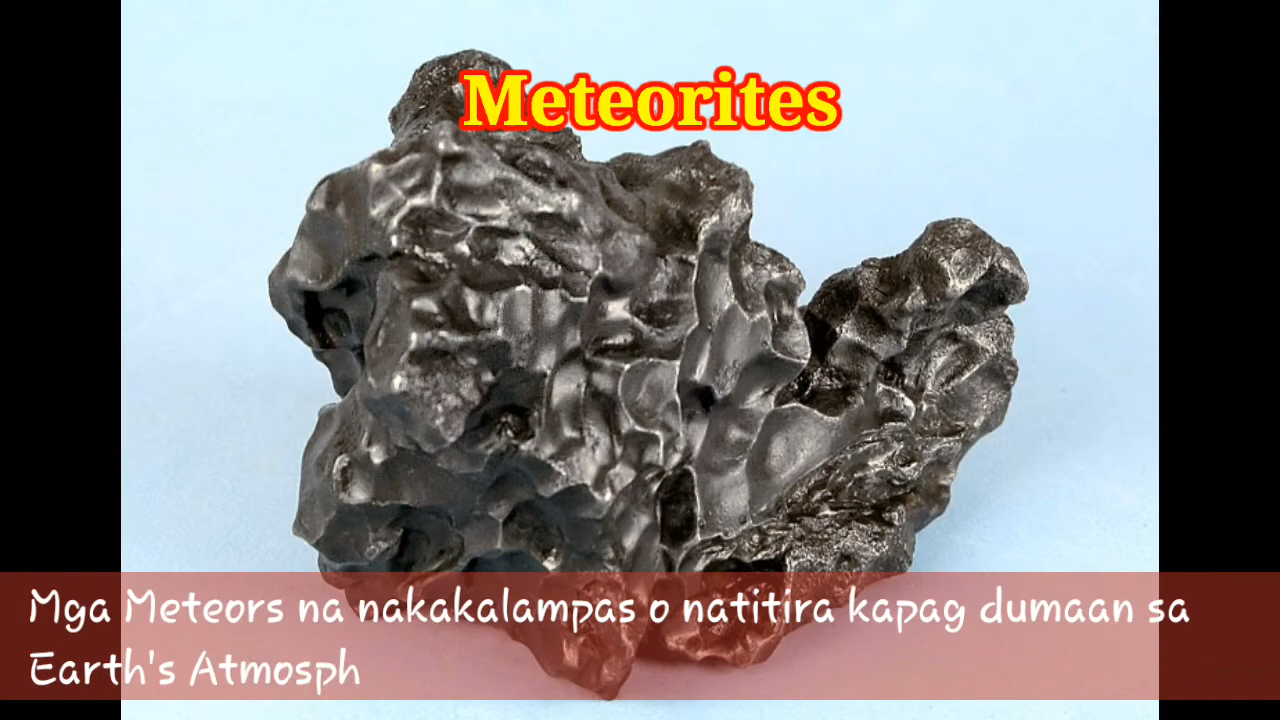 Meteorites
Mga Meteors na nakakalampas o natitira kapag dumaan sa
Earth's Atmosph